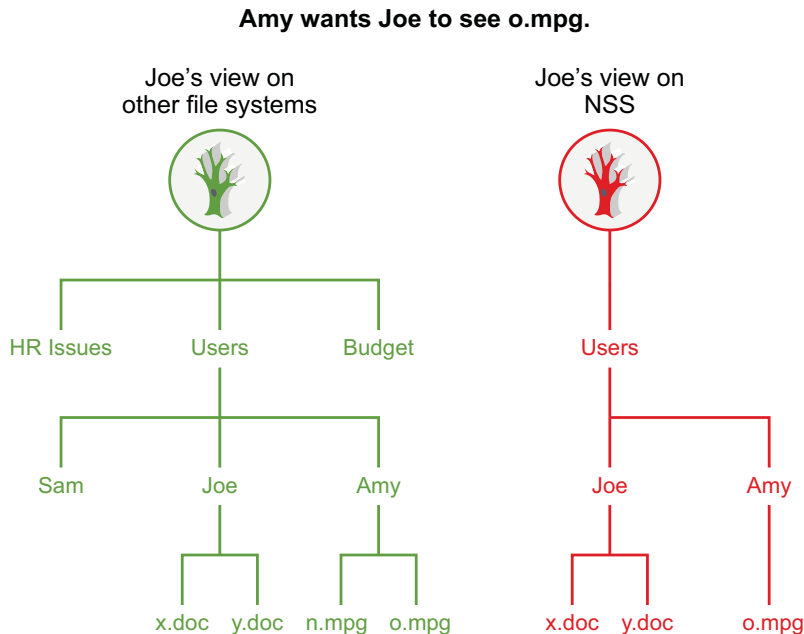 Amy wants Joe to see o.mpg.
Joe’s view on
other file systems
Joe’s view on
NSS
HR Issues
Users
Budget
Users
Sam
Joe
Amy
Joe
Amy
x.doc
y.doc
n.mpg
o.mpg
x.doc
y.doc
o.mpg